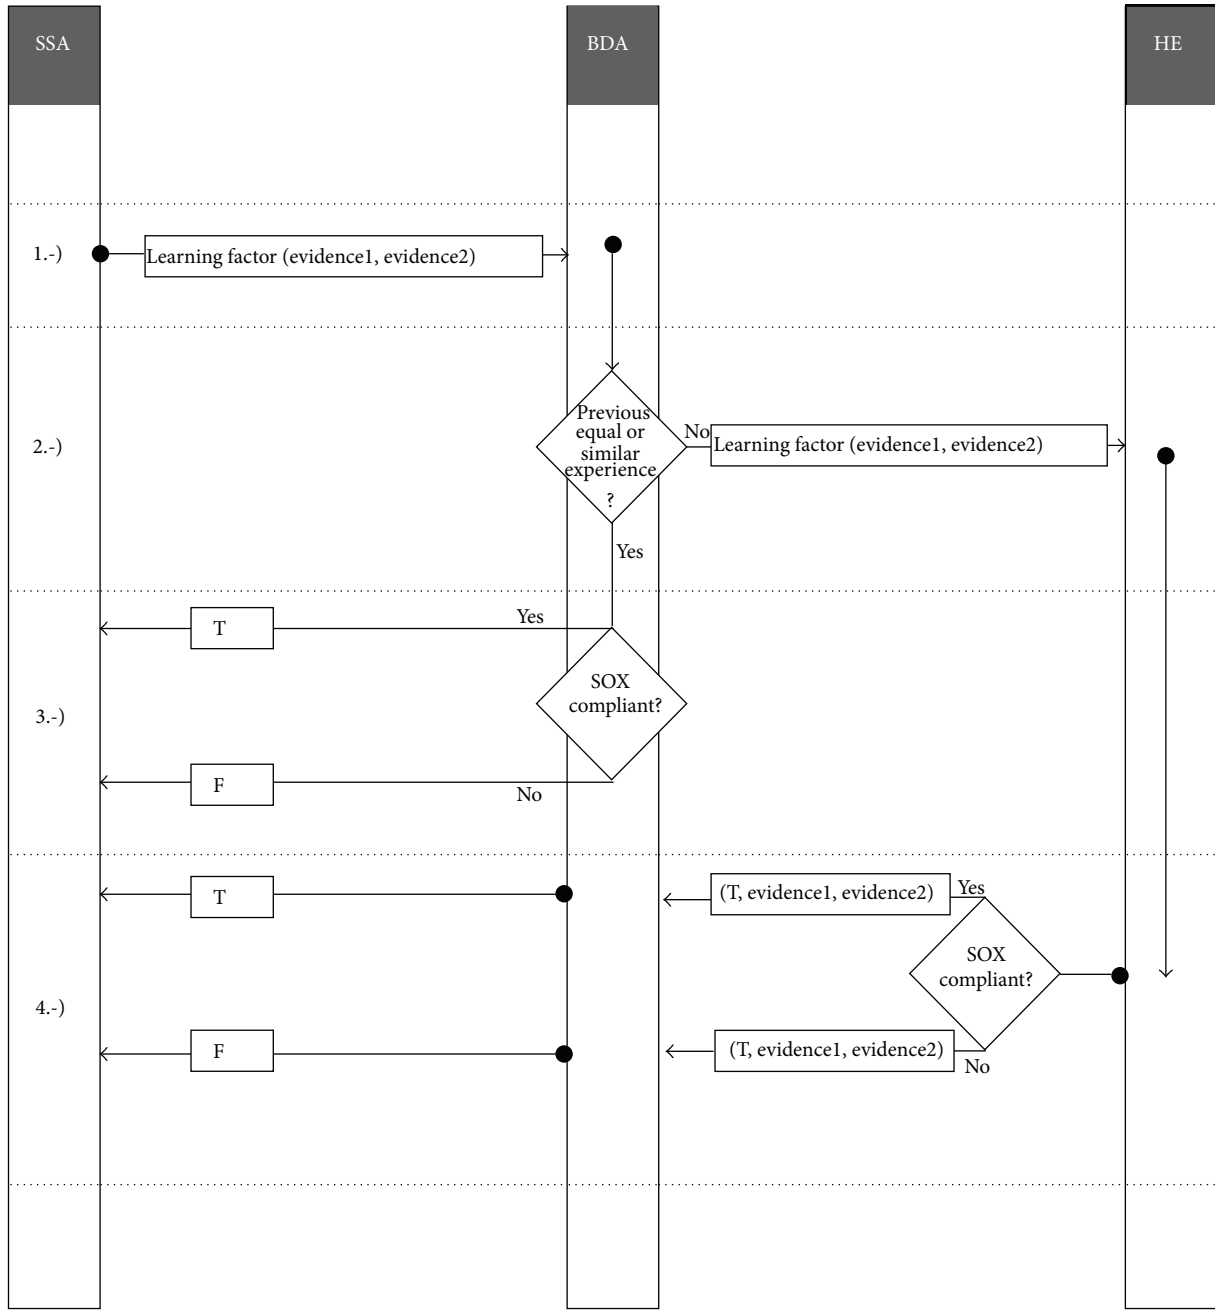 SSA
BDA
HE
1.-)
Learning factor (evidence1, evidence2)
2.-)
Previous
equal or
similar
experience
?
No
Learning factor (evidence1, evidence2)
Yes
3.-)
T
Yes
SOX
compliant?
F
No
4.-)
T
(T, evidence1, evidence2)
Yes
SOX
compliant?
F
(T, evidence1, evidence2)
No